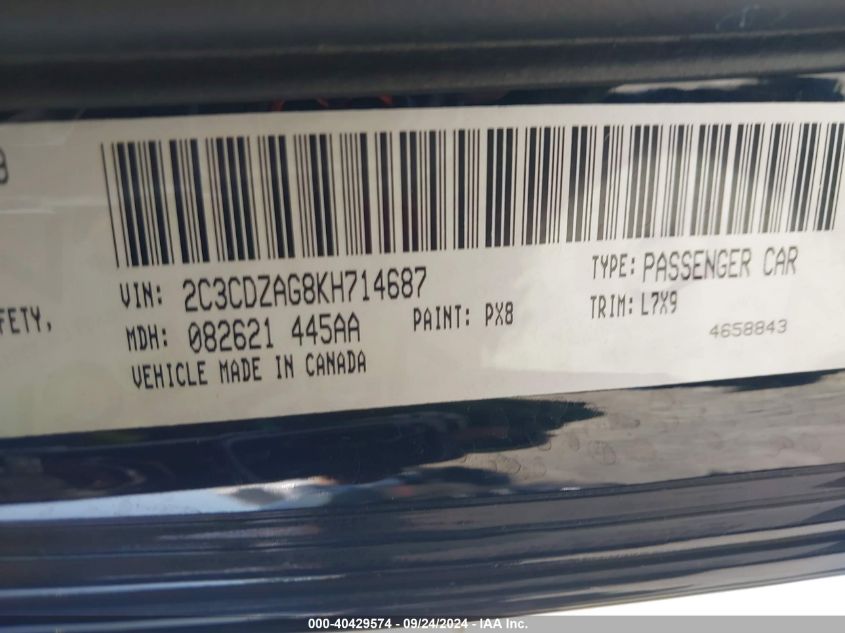 VIN: 2C3CDZAG8KH714687
TYPE: PASSENGER CAR
FETY,
MDH: 082621 445AA
PAINT: PX8
TRIM: L7X9
4658843
VEHICLE MADE IN CANADA
000-40429574 - 09/24/2024 - IAA Inc.